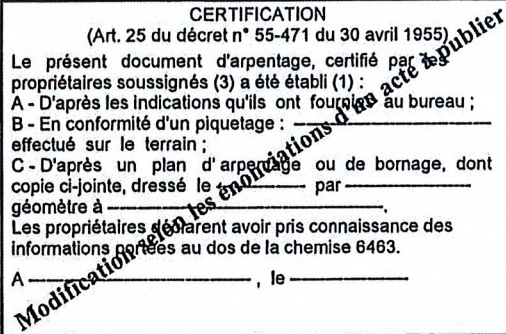 CERTIFICATION
(Art. 25 du décret n° 55-471 du 30 avril 1955)
Le présent document d'arpentage, certifié par les
propriétaires soussignés (3) a été établi (1) :
A - D'après les indications qu'ils ont fournies au bureau ;
B - En conformité d'un piquetage :
effectué sur le terrain ;
C - D'après un plan d'arpentage ou de bornage, dont
copie ci-jointe, dressé le par
géomètre à .
Les propriétaires déclarent avoir pris connaissance des
informations portées au dos de la chemise 6463.
A , le
Modification selon les énonciations d'un acte à publier